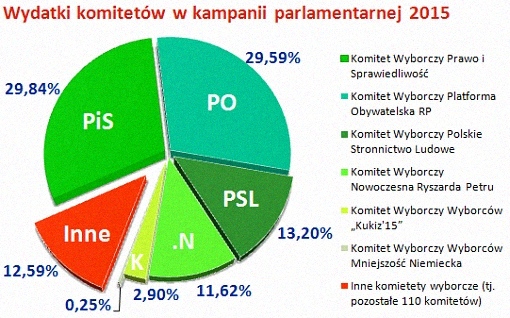 Wydatki komitetów w kampanii parlamentarnej 2015
29,84%
29,59%
PiS
PO
PSL
Inne
K
.N
13,20%
12,59%
0,25%
2,90%
11,62%
Komitet Wyborczy Prawo i
Sprawiedliwość
Komitet Wyborczy Platforma
Obywatelska RP
Komitet Wyborczy Polskie
Stronnictwo Ludowe
Komitet Wyborczy
Nowoczesna Ryszarda Petru
Komitet Wyborczy Wyborców
„Kukiz'15”
Komitet Wyborczy Wyborców
Mniejszość Niemiecka
Inne komietety wyborcze (tj.
pozostałe 110 komitetów)